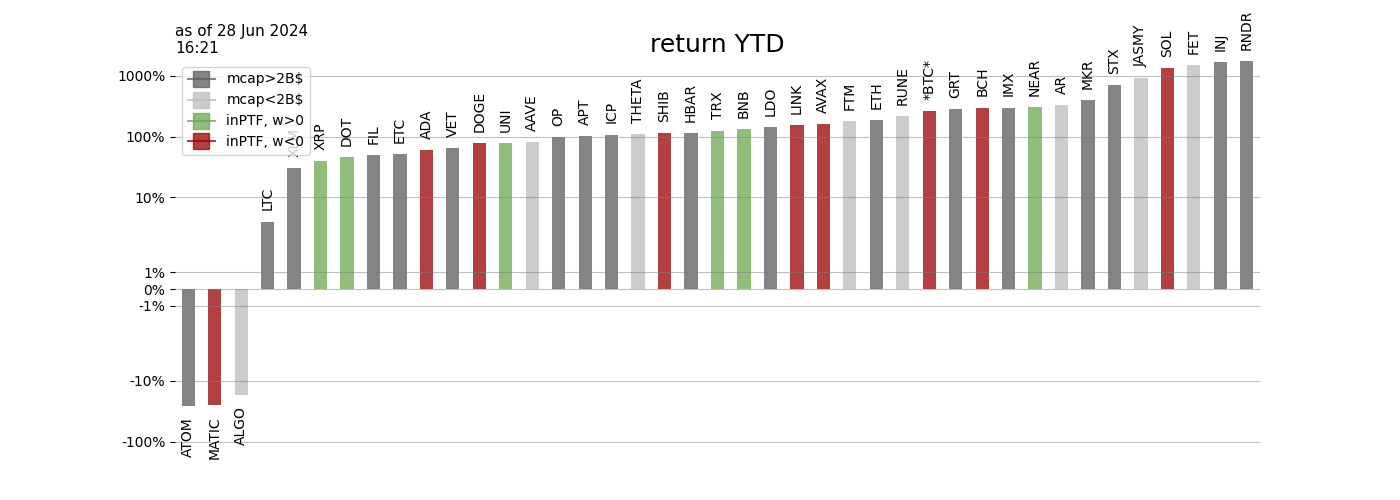 as of 28 Jun 2024
16:21
return YTD
mcap>2B$
mcap<2B$
inPTF, w>0
inPTF, w<0
1000%
100%
10%
1%
0%
-1%
-10%
-100%
ATOM
MATIC
ALGO
LTC
XLM
XRP
DOT
FIL
ETC
ADA
VET
DOGE
UNI
AAVE
OP
APT
ICP
THETA
SHIB
HBAR
TRX
BNB
LDO
LINK
AVAX
FTM
ETH
RUNE
*BTC*
GRT
BCH
IMX
NEAR
AR
MKR
STX
JASMY
SOL
FET
INJ
RNDR